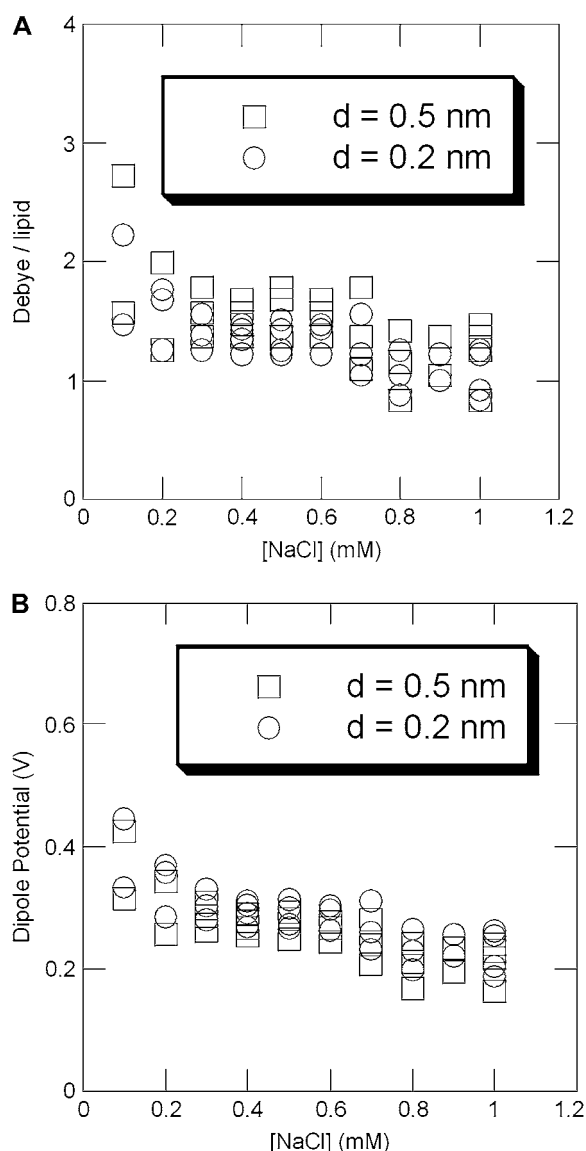 A
4
3
2
1
0
Debye / lipid
d = 0.5 nm
d = 0.2 nm
0 0.2 0.4 0.6 0.8 1 1.2
[NaCl] (mM)
B
0.8
0.6
0.4
0.2
0
Dipole Potential (V)
d = 0.5 nm
d = 0.2 nm
0 0.2 0.4 0.6 0.8 1 1.2
[NaCl] (mM)